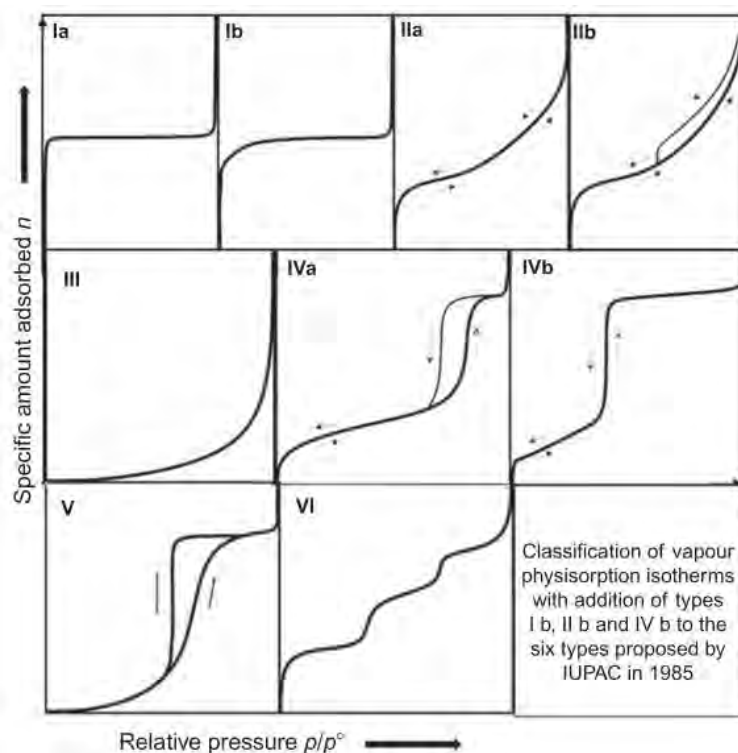 Ia
Ib
IIa
IIb
III
IVa
IVb
V
VI
Specific amount adsorbed n
Classification of vapour
physisorption isotherms
with addition of types
I b, II b and IV b to the
six types proposed by
IUPAC in 1985
Relative pressure p/p°